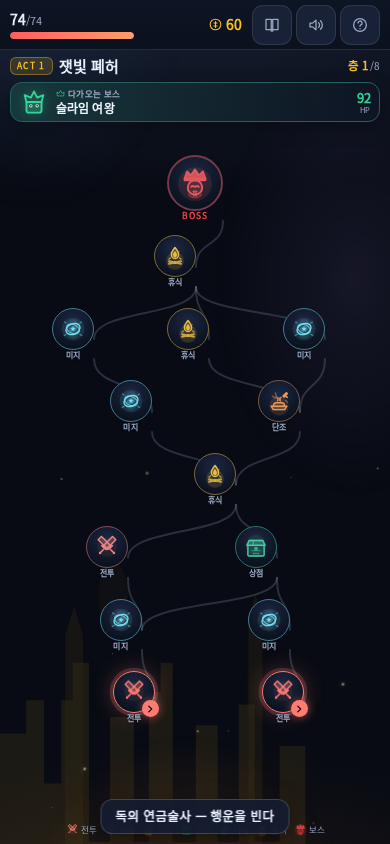 74/74
60
ACT 1 잿빛 폐허
층 1/8
다가오는 보스
슬라임 여왕
92
HP
BOSS
휴식
미지 휴식 미지
미지 단조
휴식
전투 상점
미지 미지
전투 전투
독의 연금술사 — 행운을 빈다
전투 보스